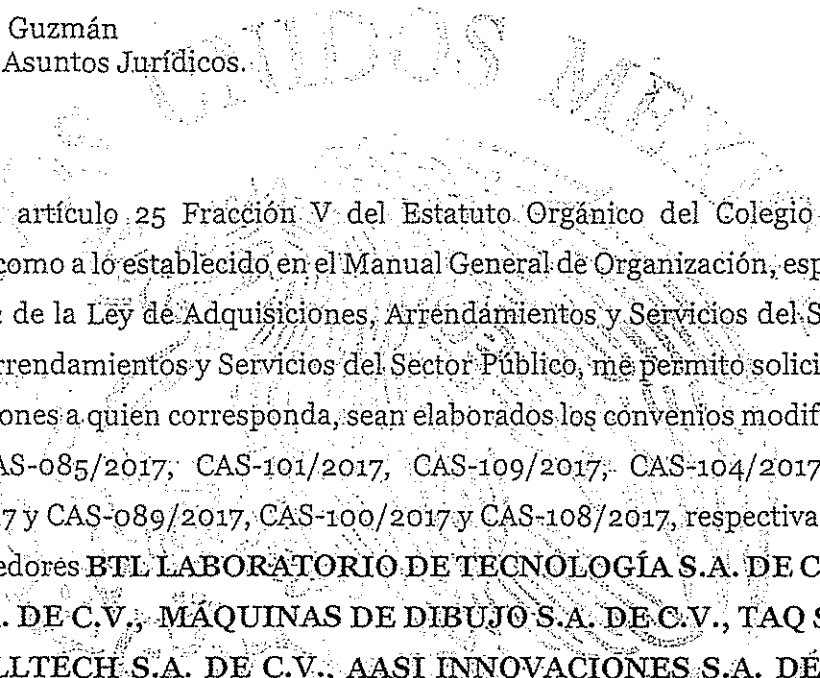 Guzmán
Asuntos Jurídicos.
UNIDOS MEX
artículo 25 Fracción V del Estatuto Orgánico del Colegio
como a lo establecido en el Manual General de Organización, esp
de la Ley de Adquisiciones, Arrendamientos y Servicios del S
rrendamientos y Servicios del Sector Público, me permito solici
ones a quien corresponda, sean elaborados los convenios modif
AS-085/2017, CAS-101/2017, CAS-109/2017, CAS-104/2017
7 y CAS-089/2017, CAS-100/2017 y CAS-108/2017, respectiva
edores BTL LABORATORIO DE TECNOLOGÍA S.A. DE C
. DE C.V., MÁQUINAS DE DIBUJO S.A. DE C.V., TAQ S
LLTECH S.A. DE C.V., AASI INNOVACIONES S.A. DE